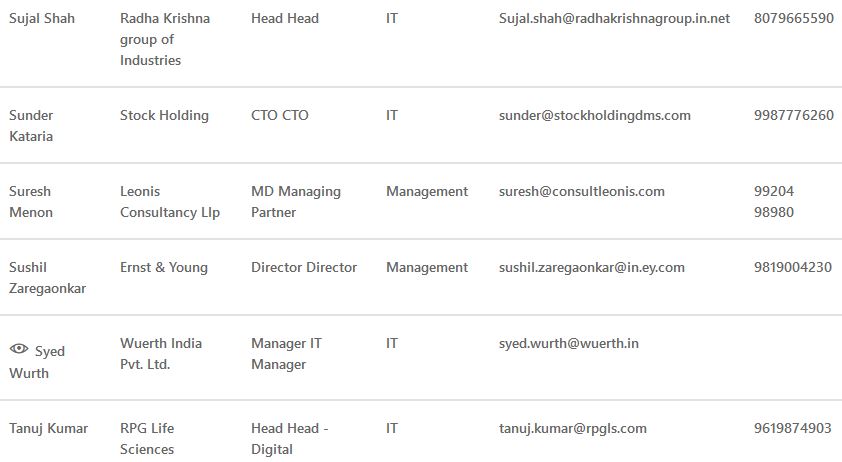 Sujal Shah Radha Krishna Head Head IT Sujal.shah@radhakrishnagroup.in.net 8079665590
group of
Industries
Sunder Stock Holding CTO CTO IT sunder@stockholdingdms.com 9987776260
Kataria
Suresh Leonis MD Managing Management suresh@consultleonis.com 99204
Menon Consultancy Llp Partner 98980
Sushil Ernst & Young Director Director Management sushil.zaregaonkar@in.ey.com 9819004230
Zaregaonkar
Syed Wuerth India Manager IT IT syed.wurth@wuerth.in
Wurth Pvt. Ltd. Manager
Tanuj Kumar RPG Life Head Head - IT tanuj.kumar@rpgls.com 9619874903
Sciences Digital